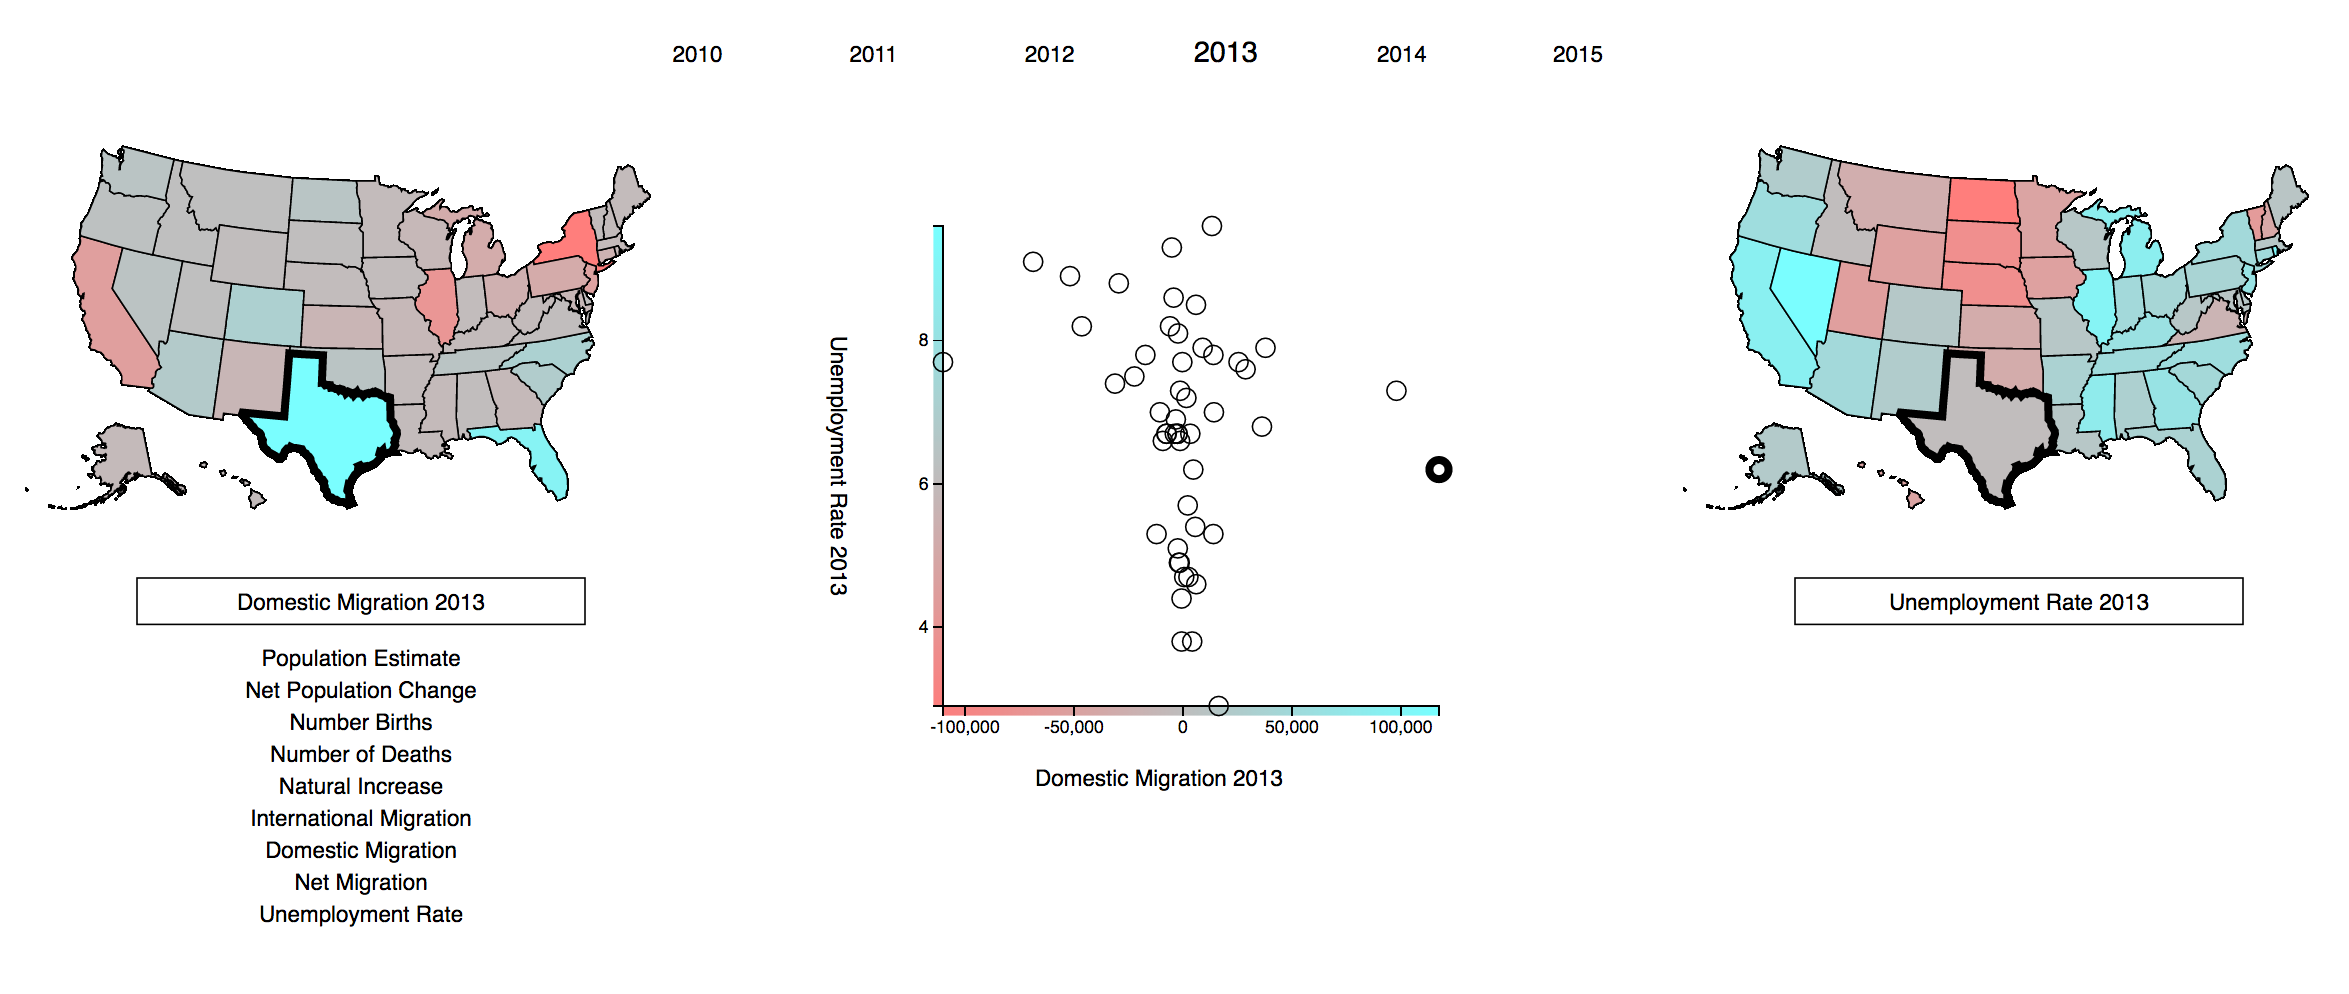 2010 2011 2012 2013 2014 2015
Unemployment Rate 2013
8
6
4
-100,000 -50,000 0 50,000 100,000
Domestic Migration 2013
Domestic Migration 2013
Population Estimate
Net Population Change
Number Births
Number of Deaths
Natural Increase
International Migration
Domestic Migration
Net Migration
Unemployment Rate
Unemployment Rate 2013